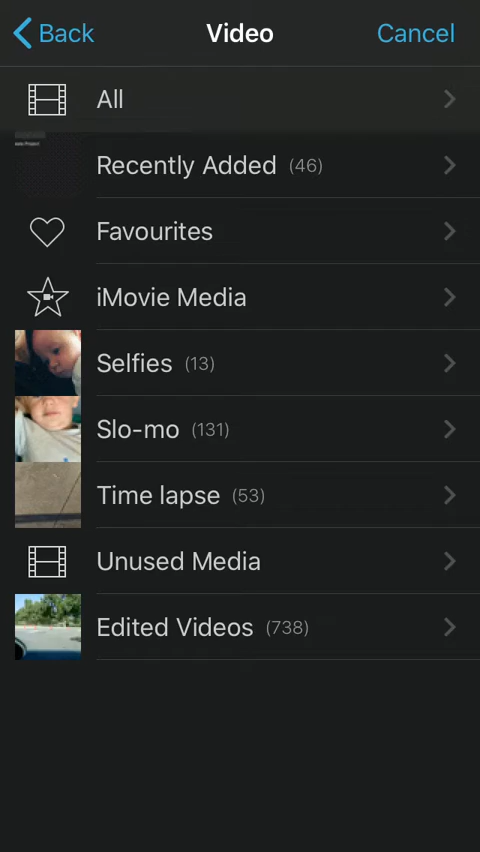 Back Video Cancel
All
Recently Added (46)
Favourites
iMovie Media
Selfies (13)
Slo-mo (131)
Time lapse (53)
Unused Media
Edited Videos (738)